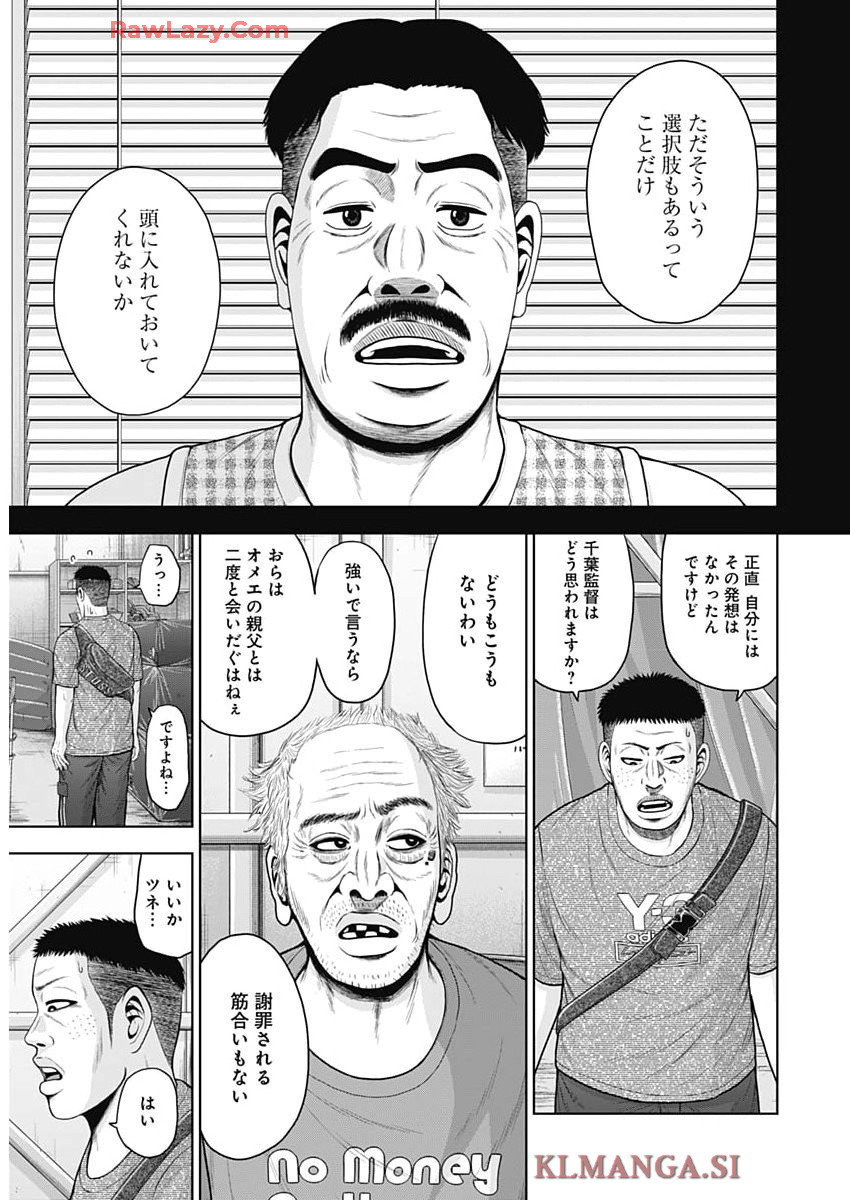 RawLazy.Com
ただそういう
選択肢もあるって
ことだけ
頭に入れておいて
くれないか
正直 自分には
その発想は
なかったん
ですけど
千葉監督は
どう思われますか?
Y-3
adi
どうもこうも
ないわい
強いで言うなら
おらは
オメエの親父とは
二度と会いだぐはねぇ
謝罪される
筋合いもない
No Money
うっ…
ですよね…
いいか
ツネ…
はい
KLMANGA.SI